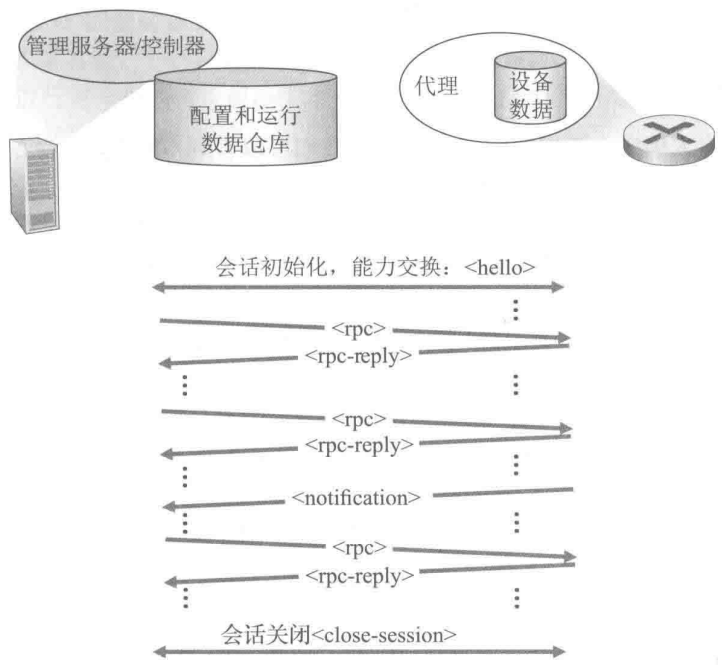 管理服务器/控制器
配置和运行
数据仓库
代理
设备
数据
会话初始化，能力交换：<hello>
<rpc>
<rpc-reply>
<rpc>
<rpc-reply>
<notification>
<rpc>
<rpc-reply>
会话关闭<close-session>